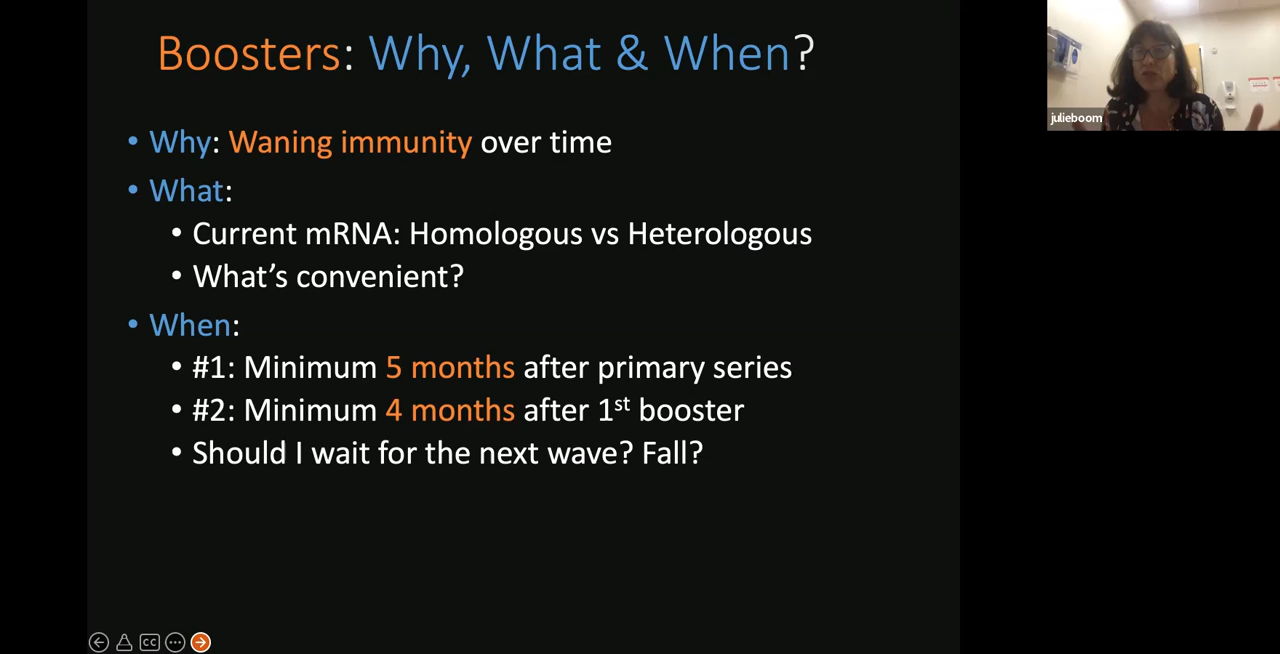 Boosters: Why, What & When?
julieboom
• Why: Waning immunity over time
• What:
• Current mRNA: Homologous vs Heterologous
• What's convenient?
• When:
• #1: Minimum 5 months after primary series
• #2: Minimum 4 months after 1st booster
• Should I wait for the next wave? Fall?
CC